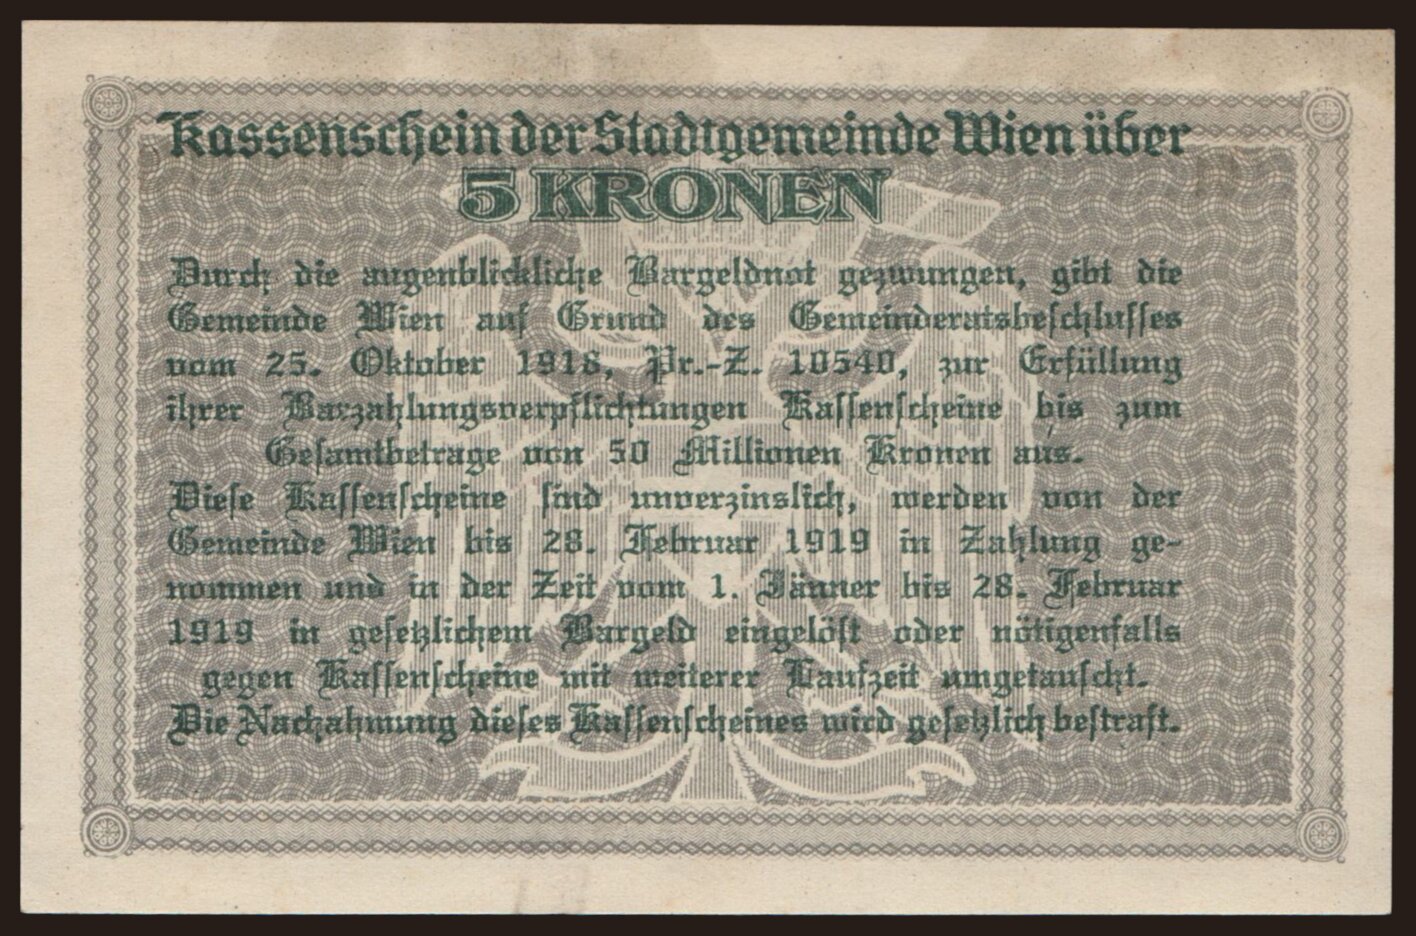 Kassenschein der Stadtgemeinde Wien über
5 KRONEN
Durch die augenblickliche Bargeldnot gezwungen, gibt die
Gemeinde Wien auf Grund des Gemeinderatsbeschlusses
vom 25. Oktober 1918, Pr.-Z. 10540, zur Erfüllung
ihrer Barzahlungsverpflichtungen Kassenscheine bis zum
Gesamtbetrage von 50 Millionen Kronen aus.
Diese Kassenscheine sind unverzinslich, werden von der
Gemeinde Wien bis 28. Februar 1919 in Zahlung ge-
nommen und in der Zeit vom 1. Jänner bis 28. Februar
1919 in gesetzlichem Bargeld eingelöst oder nötigenfalls
gegen Kassenscheine mit weiterer Laufzeit umgetauscht.
Die Nachahmung dieses Kassenscheines wird gesetzlich bestraft.